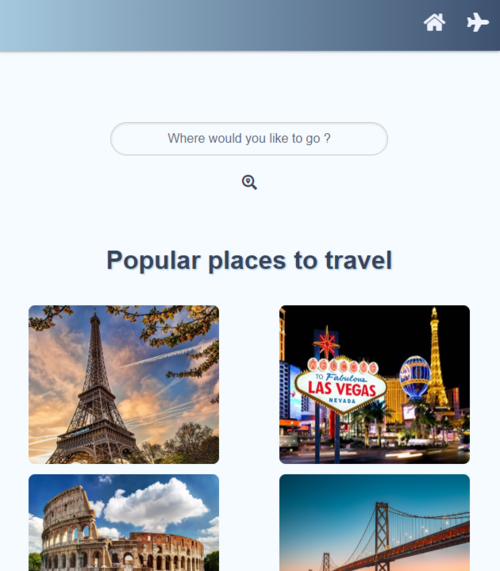 Where would you like to go ?
Popular places to travel
WELCOME
TO Fabulous
LAS VEGAS
NEVADA